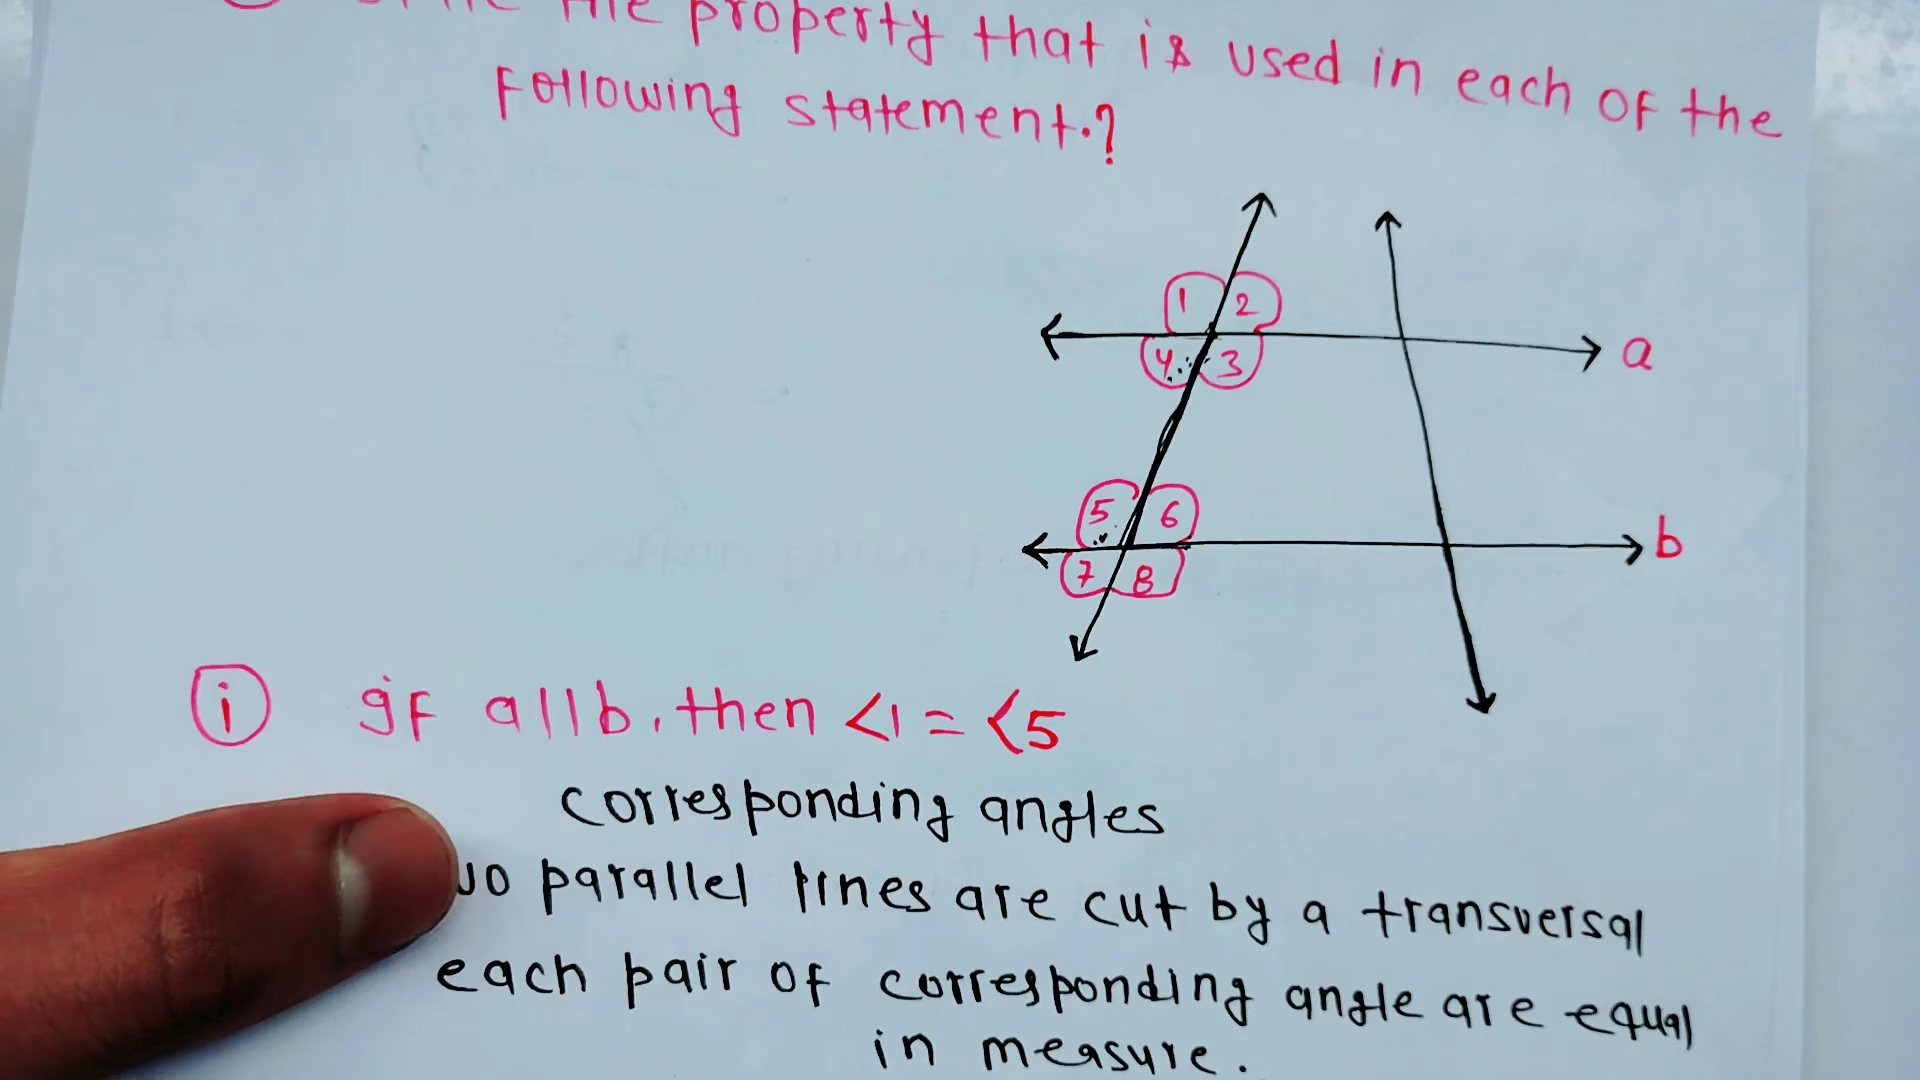 the property that is used in each of the
Following statement.?
1 2
4 3
a
5 6
b
7 8
i If a||b, then <1 = <5
corresponding angles
parallel lines are cut by a transversal
each pair of corresponding angle are equal
in measure.